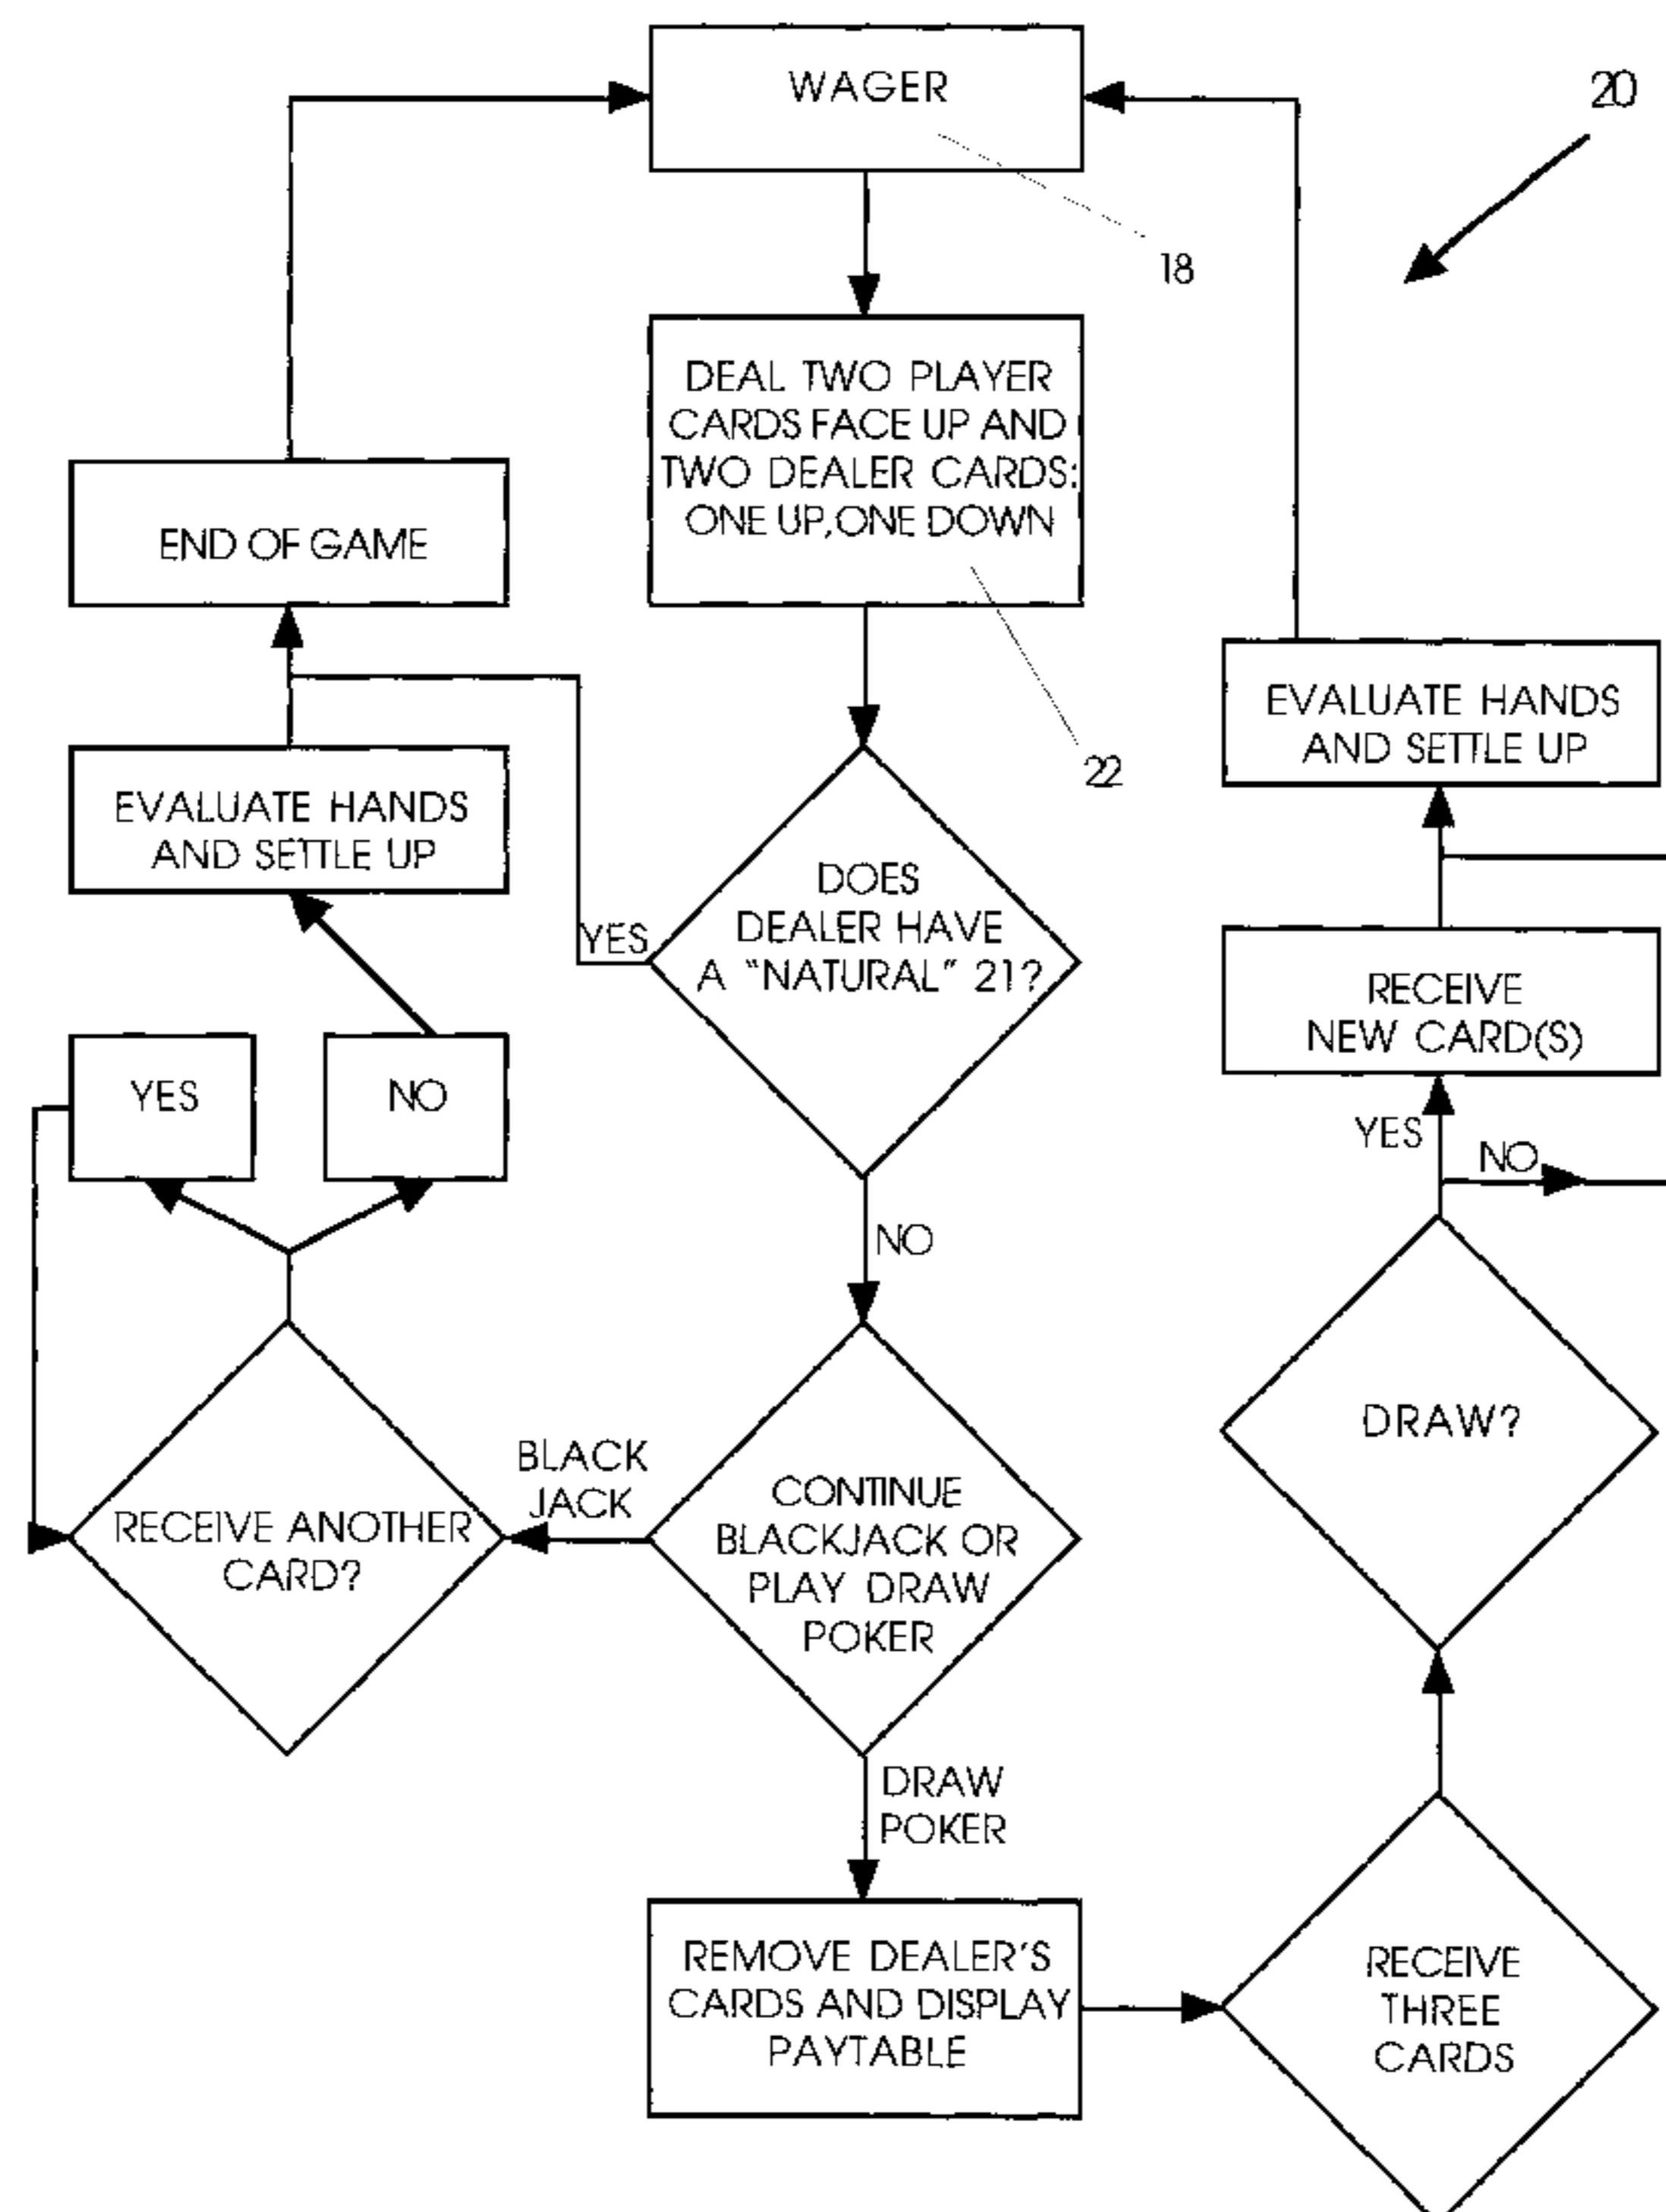 WAGER
20
18
DEAL TWO PLAYER
CARDS FACE UP AND
TWO DEALER CARDS:
ONE UP, ONE DOWN
22
END OF GAME
EVALUATE HANDS
AND SETTLE UP
EVALUATE HANDS
AND SETTLE UP
DOES
DEALER HAVE
A “NATURAL” 21?
YES
RECEIVE
NEW CARD(S)
YES
NO
YES
NO
NO
DRAW?
BLACK
JACK
RECEIVE ANOTHER
CARD?
CONTINUE
BLACKJACK OR
PLAY DRAW
POKER
DRAW
POKER
REMOVE DEALER'S
CARDS AND DISPLAY
PAYTABLE
RECEIVE
THREE
CARDS